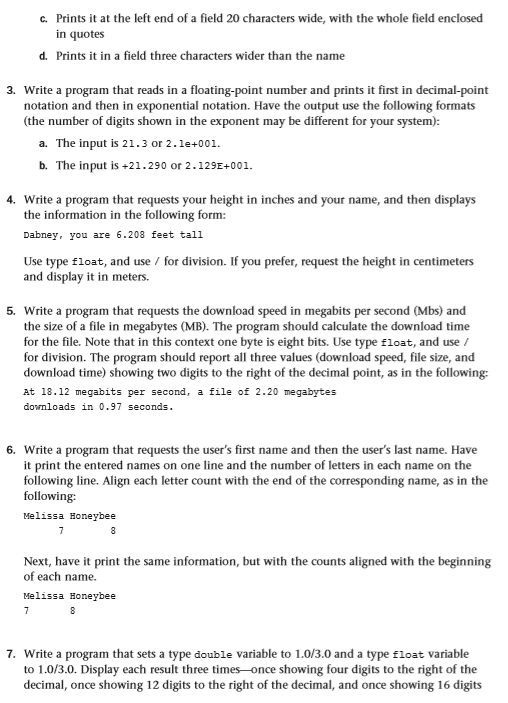 c. Prints it at the left end of a field 20 characters wide, with the whole field enclosed
in quotes
d. Prints it in a field three characters wider than the name
3. Write a program that reads in a floating-point number and prints it first in decimal-point
notation and then in exponential notation. Have the output use the following formats
(the number of digits shown in the exponent may be different for your system):
a. The input is 21.3 or 2.1e+001.
b. The input is +21.290 or 2.129E+001.
4. Write a program that requests your height in inches and your name, and then displays
the information in the following form:
Dabney, you are 6.208 feet tall
Use type float, and use / for division. If you prefer, request the height in centimeters
and display it in meters.
5. Write a program that requests the download speed in megabits per second (Mbs) and
the size of a file in megabytes (MB). The program should calculate the download time
for the file. Note that in this context one byte is eight bits. Use type float, and use /
for division. The program should report all three values (download speed, file size, and
download time) showing two digits to the right of the decimal point, as in the following:
At 18.12 megabits per second, a file of 2.20 megabytes
downloads in 0.97 seconds.
6. Write a program that requests the user's first name and then the user's last name. Have
it print the entered names on one line and the number of letters in each name on the
following line. Align each letter count with the end of the corresponding name, as in the
following:
Melissa Honeybee
7 8
Next, have it print the same information, but with the counts aligned with the beginning
of each name.
Melissa Honeybee
7 8
7. Write a program that sets a type double variable to 1.0/3.0 and a type float variable
to 1.0/3.0. Display each result three times—once showing four digits to the right of the
decimal, once showing 12 digits to the right of the decimal, and once showing 16 digits